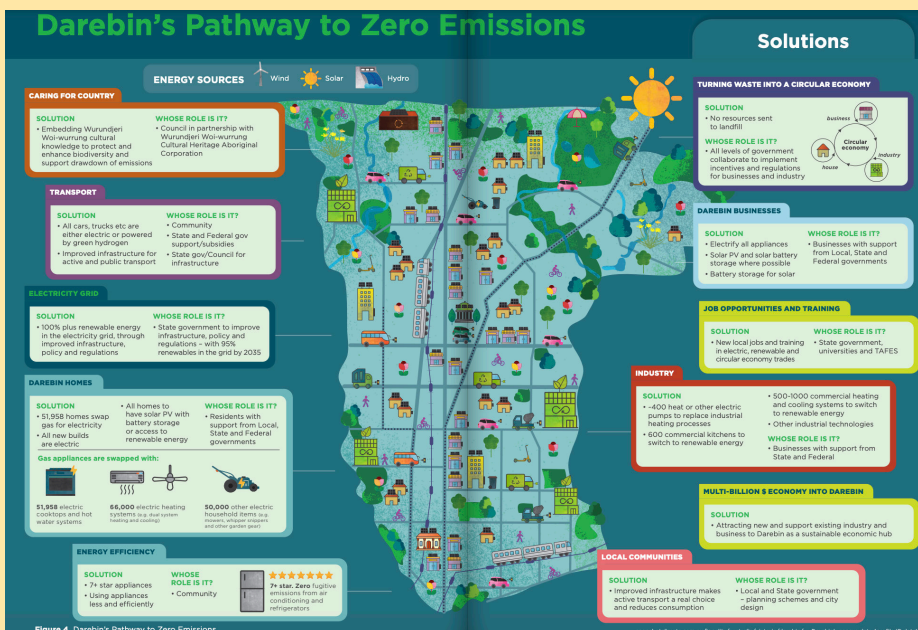 Darebin's Pathway to Zero Emissions
Solutions
ENERGY SOURCES
Wind
Solar
Hydro
CARING FOR COUNTRY
SOLUTION
• Embedding Wurundjeri
Woi-wurrung cultural
knowledge to protect and
enhance biodiversity and
support drawdown of emissions
WHOSE ROLE IS IT?
• Council in partnership with
Wurundjeri Woi-wurrung
Cultural Heritage Aboriginal
Corporation
TRANSPORT
SOLUTION
• All cars, trucks etc are
either electric or powered
by green hydrogen
• Improved infrastructure for
active and public transport
WHOSE ROLE IS IT?
• Community
• State and Federal gov
support/subsidies
• State gov/Council for
infrastructure
ELECTRICITY GRID
SOLUTION
• 100% plus renewable energy
in the electricity grid, through
improved infrastructure,
policy and regulations
WHOSE ROLE IS IT?
• State government to improve
infrastructure, policy and
regulations – with 95%
renewables in the grid by 2035
DAREBIN HOMES
SOLUTION
• 51,958 homes swap
gas for electricity
• All new builds
are electric
• All homes to
have solar PV with
battery storage
or access to
renewable energy
WHOSE ROLE IS IT?
• Residents with
support from Local,
State and Federal
governments
Gas appliances are swapped with:
51,958 electric
cooktops and hot
water systems
66,000 electric heating
systems (e.g. dual system
heating and cooling)
50,000 other electric
household items (e.g.
mowers, whipper snippers
and other garden gear)
ENERGY EFFICIENCY
SOLUTION
• 7+ star appliances
• Using appliances
less and efficiently
WHOSE
ROLE IS IT?
• Community
7+ star. Zero fugitive
emissions from air
conditioning and
refrigerators
TURNING WASTE INTO A CIRCULAR ECONOMY
SOLUTION
• No resources sent
to landfill
WHOSE ROLE IS IT?
• All levels of government
collaborate to implement
incentives and regulations
for businesses and industry
business
Circular
economy
house
industry
DAREBIN BUSINESSES
SOLUTION
• Electrify all appliances
• Solar PV and solar battery
storage where possible
• Battery storage for solar
WHOSE ROLE IS IT?
• Businesses with support
from Local, State and
Federal governments
JOB OPPORTUNITIES AND TRAINING
SOLUTION
• New local jobs and training
in electric, renewable and
circular economy trades
WHOSE ROLE IS IT?
• State government,
universities and TAFES
INDUSTRY
SOLUTION
• ~400 heat or other electric
pumps to replace industrial
heating processes
• 600 commercial kitchens to
switch to renewable energy
• 500-1000 commercial heating
and cooling systems to switch
to renewable energy
• Other industrial technologies
WHOSE ROLE IS IT?
• Businesses with support from
State and Federal
MULTI-BILLION $ ECONOMY INTO DAREBIN
SOLUTION
• Attracting new and support existing industry and
business to Darebin as a sustainable economic hub
LOCAL COMMUNITIES
SOLUTION
• Improved infrastructure makes
active transport a real choice
and reduces consumption
WHOSE ROLE IS IT?
• Local and State government
– planning schemes and city
design
Figure 4. Darebin's Pathway to Zero Emissions